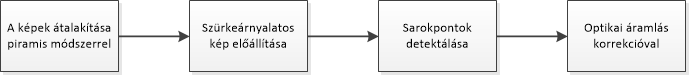 A képek átalakítása
piramis módszerrel
Szürkeárnyalatos
kép előállítása
Sarokpontok
detektálása
Optikai áramlás
korrekcióval